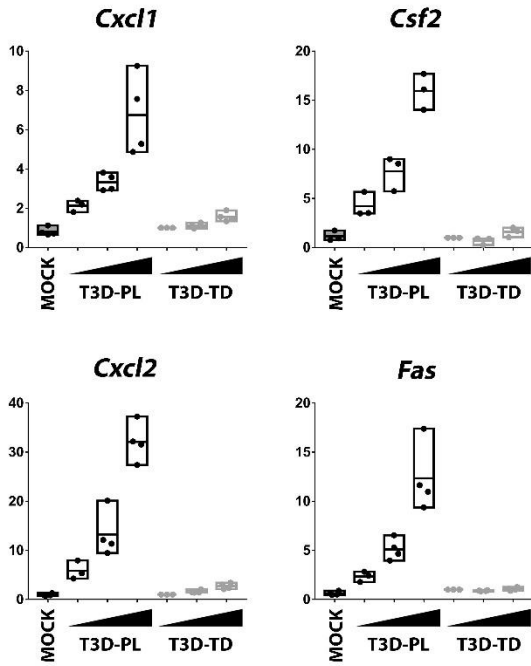 Cxcl1
10
8
6
4
2
0
MOCK
T3D-PL
T3D-TD
Csf2
20
15
10
5
0
MOCK
T3D-PL
T3D-TD
Cxcl2
40
30
20
10
0
MOCK
T3D-PL
T3D-TD
Fas
20
15
10
5
0
MOCK
T3D-PL
T3D-TD